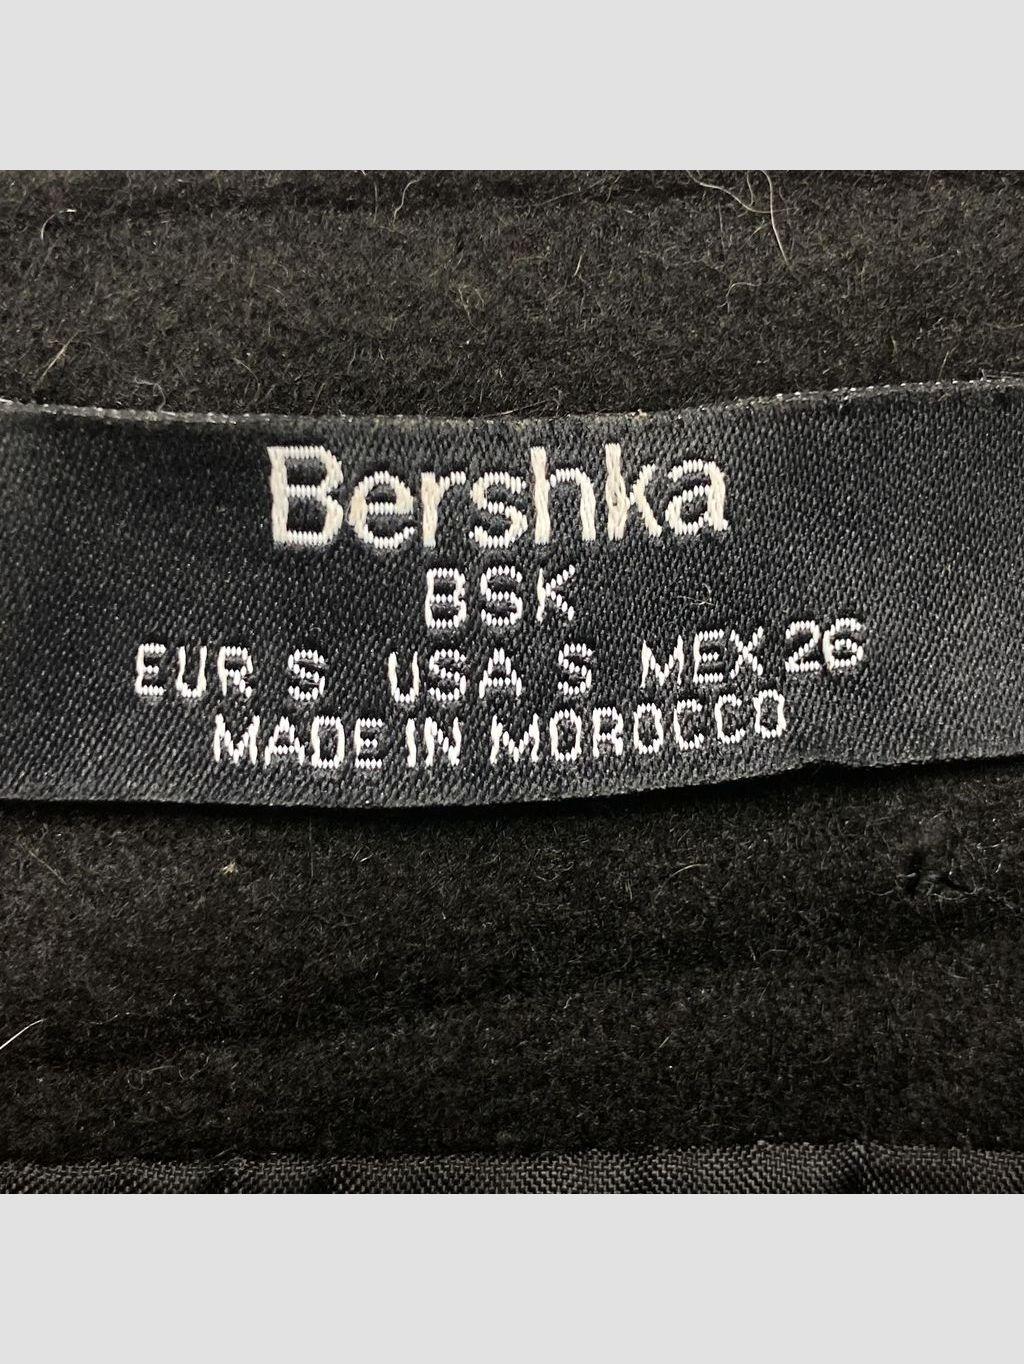 Bershka
BSK
EUR S USA S MEX 26
MADE IN MOROCCO